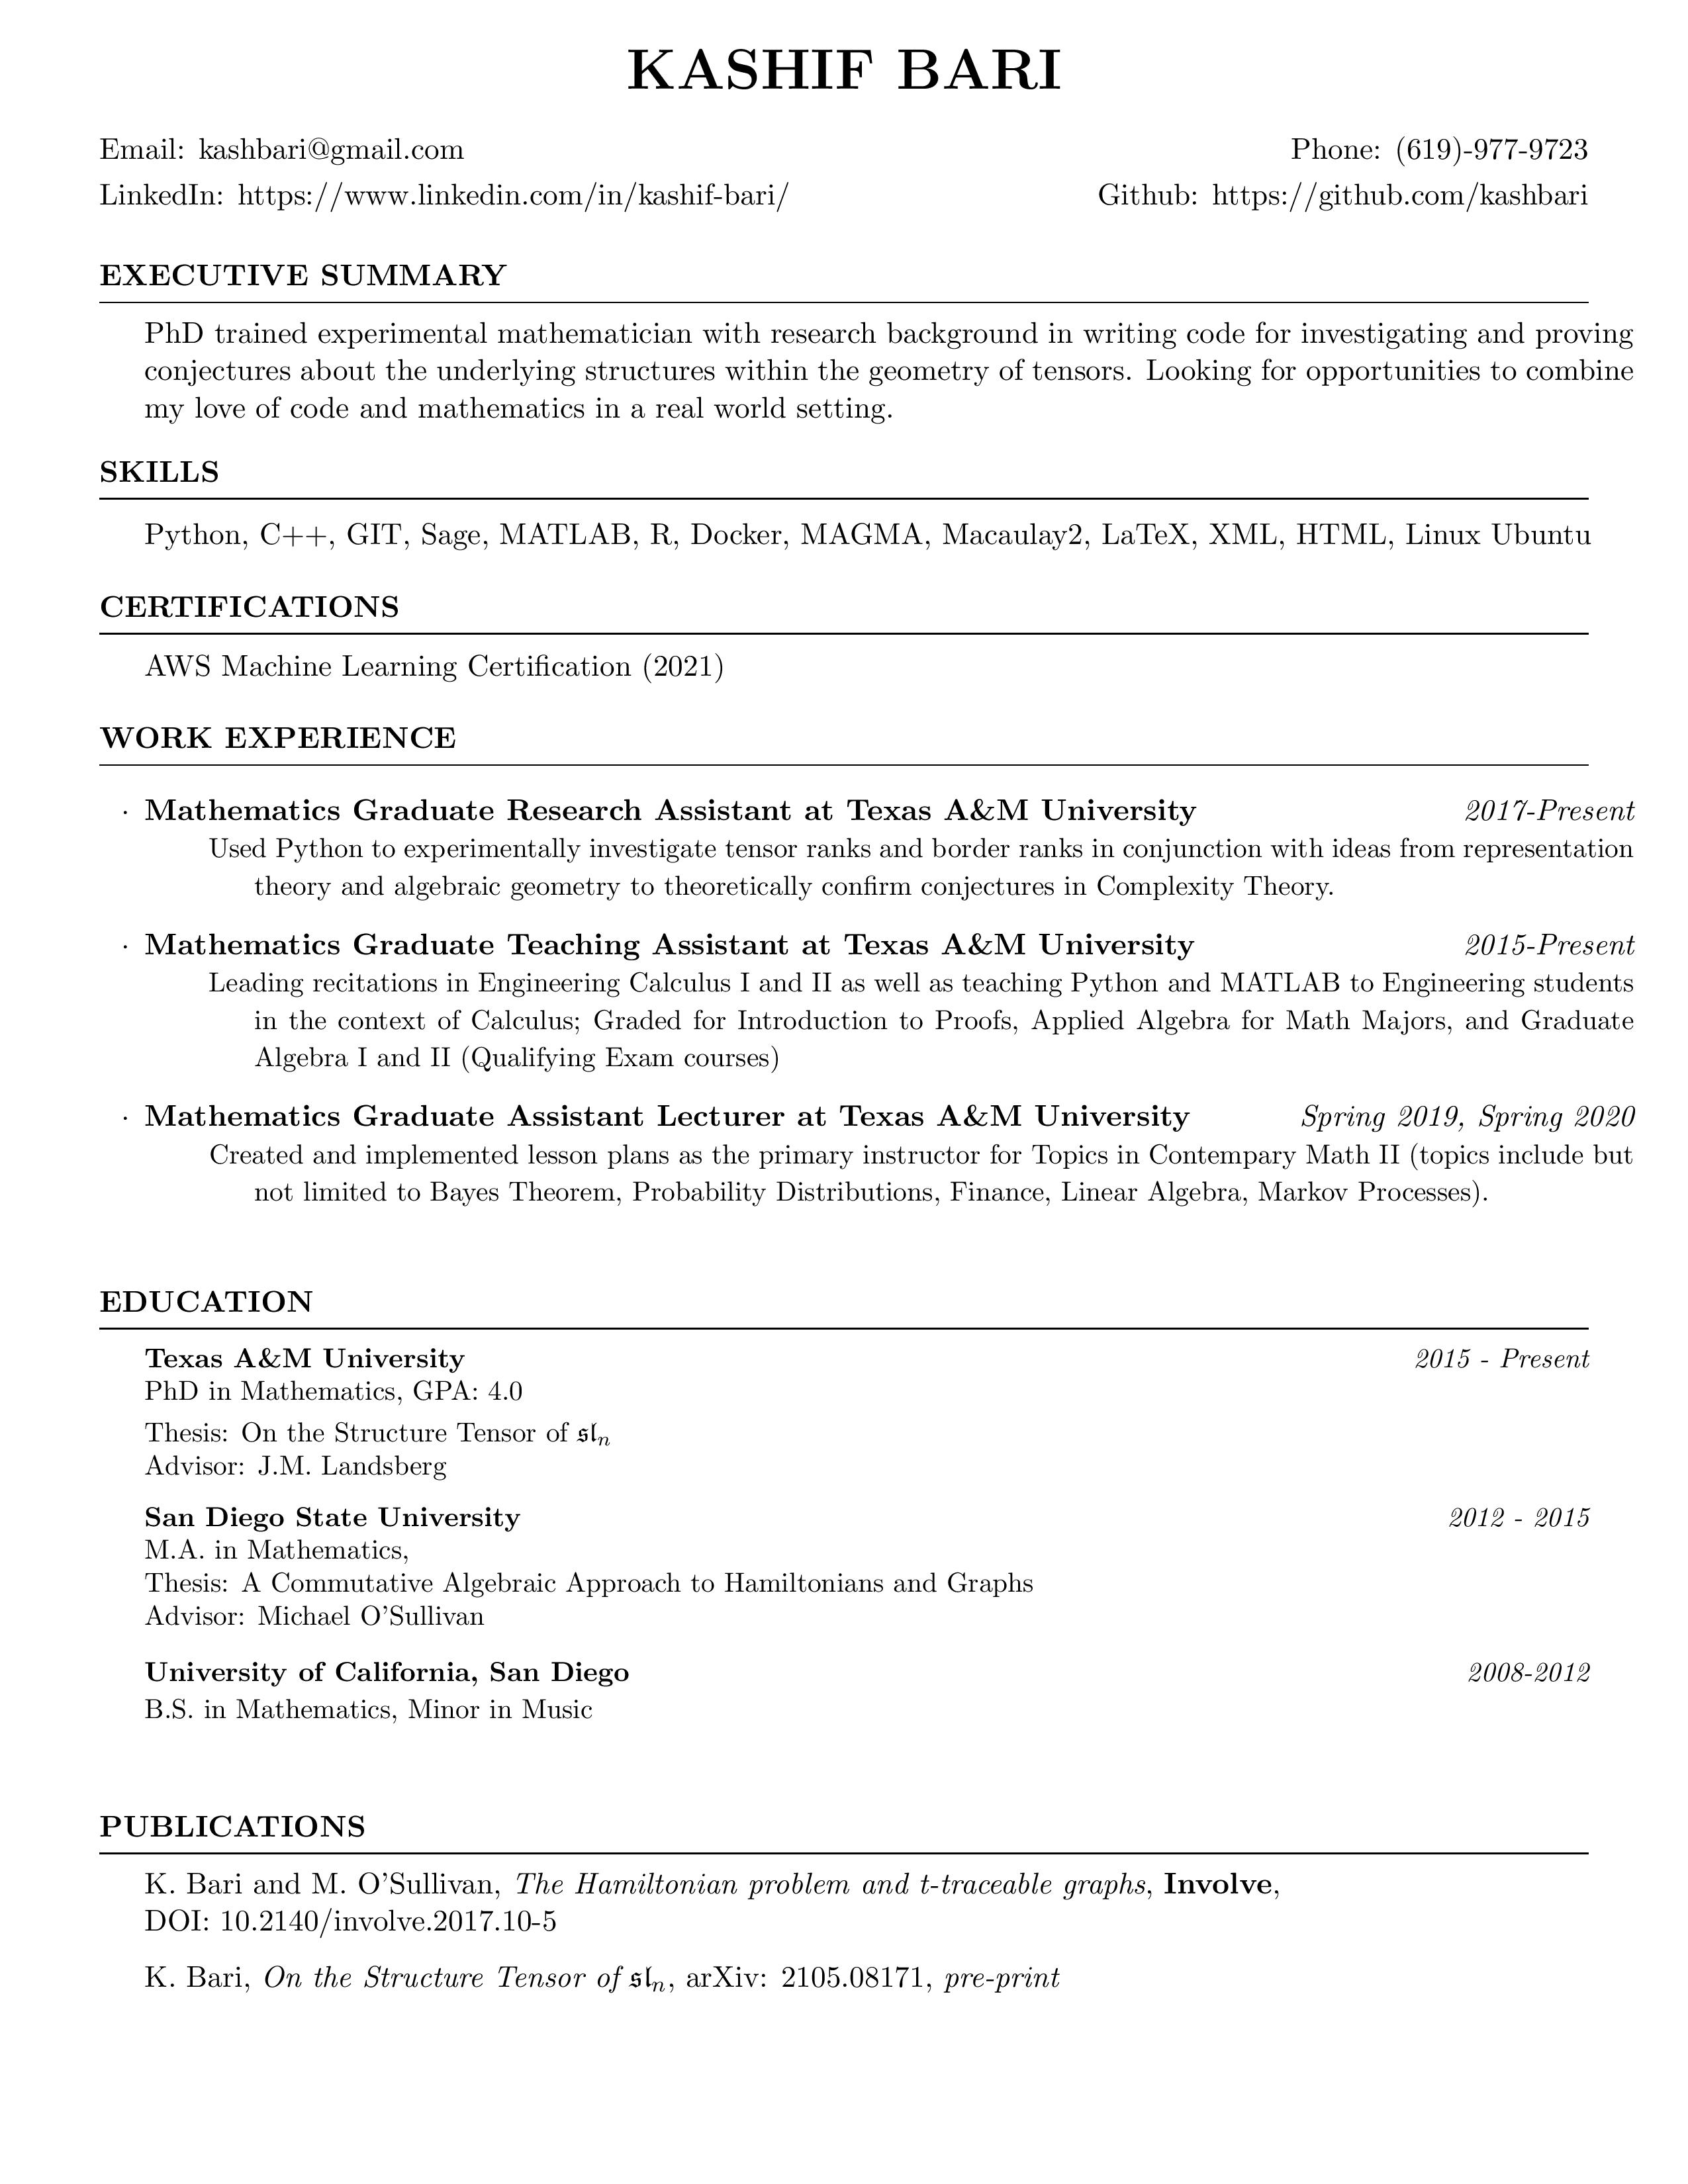 KASHIF BARI
Email: kashbari@gmail.com Phone: (619)-977-9723
LinkedIn: https://www.linkedin.com/in/kashif-bari/ Github: https://github.com/kashbari
EXECUTIVE SUMMARY
PhD trained experimental mathematician with research background in writing code for investigating and proving
conjectures about the underlying structures within the geometry of tensors. Looking for opportunities to combine
my love of code and mathematics in a real world setting.
SKILLS
Python, C++, GIT, Sage, MATLAB, R, Docker, MAGMA, Macaulay2, LaTeX, XML, HTML, Linux Ubuntu
CERTIFICATIONS
AWS Machine Learning Certification (2021)
WORK EXPERIENCE
· Mathematics Graduate Research Assistant at Texas A&M University 2017-Present
Used Python to experimentally investigate tensor ranks and border ranks in conjunction with ideas from representation
theory and algebraic geometry to theoretically confirm conjectures in Complexity Theory.
· Mathematics Graduate Teaching Assistant at Texas A&M University 2015-Present
Leading recitations in Engineering Calculus I and II as well as teaching Python and MATLAB to Engineering students
in the context of Calculus; Graded for Introduction to Proofs, Applied Algebra for Math Majors, and Graduate
Algebra I and II (Qualifying Exam courses)
· Mathematics Graduate Assistant Lecturer at Texas A&M University Spring 2019, Spring 2020
Created and implemented lesson plans as the primary instructor for Topics in Contempary Math II (topics include but
not limited to Bayes Theorem, Probability Distributions, Finance, Linear Algebra, Markov Processes).
EDUCATION
Texas A&M University 2015 - Present
PhD in Mathematics, GPA: 4.0
Thesis: On the Structure Tensor of 𝔰𝔩ₙ
Advisor: J.M. Landsberg
San Diego State University 2012 - 2015
M.A. in Mathematics,
Thesis: A Commutative Algebraic Approach to Hamiltonians and Graphs
Advisor: Michael O'Sullivan
University of California, San Diego 2008-2012
B.S. in Mathematics, Minor in Music
PUBLICATIONS
K. Bari and M. O'Sullivan, The Hamiltonian problem and t-traceable graphs, Involve,
DOI: 10.2140/involve.2017.10-5
K. Bari, On the Structure Tensor of 𝔰𝔩ₙ, arXiv: 2105.08171, pre-print